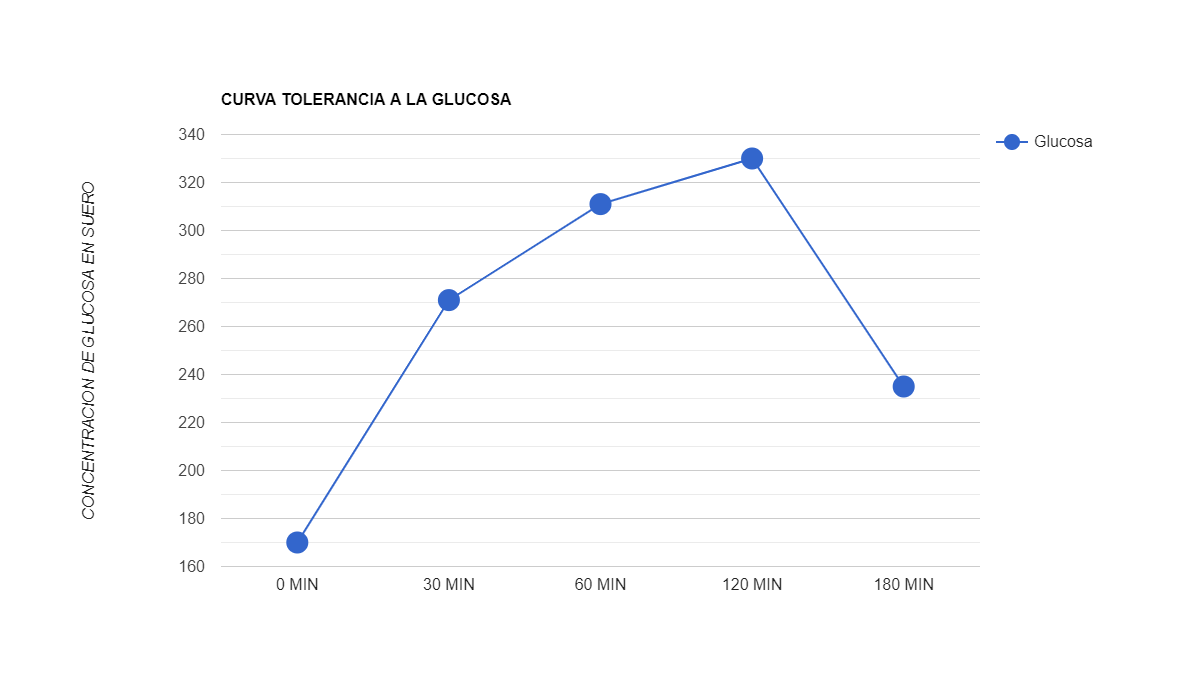 CURVA TOLERANCIA A LA GLUCOSA
Glucosa
CONCENTRACION DE GLUCOSA EN SUERO
340
320
300
280
260
240
220
200
180
160
0 MIN 30 MIN 60 MIN 120 MIN 180 MIN